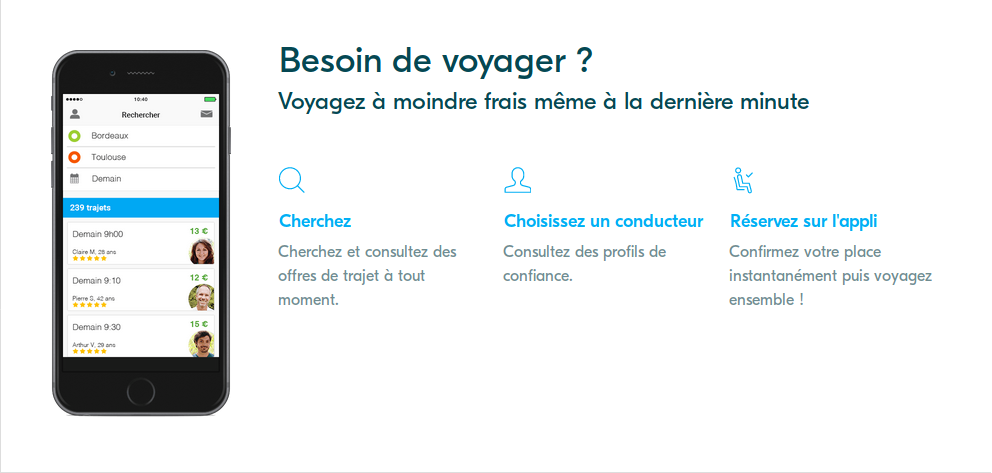 Besoin de voyager ?
Voyagez à moindre frais même à la dernière minute
10:40
Rechercher
Bordeaux
Toulouse
Demain
239 trajets
Demain 9h00
13 €
Claire M, 28 ans
Demain 9:10
12 €
Pierre S, 42 ans
Demain 9:30
15 €
Arthur V, 29 ans
Cherchez
Cherchez et consultez des
offres de trajet à tout
moment.
Choisissez un conducteur
Consultez des profils de
confiance.
Réservez sur l'appli
Confirmez votre place
instantanément puis voyagez
ensemble !